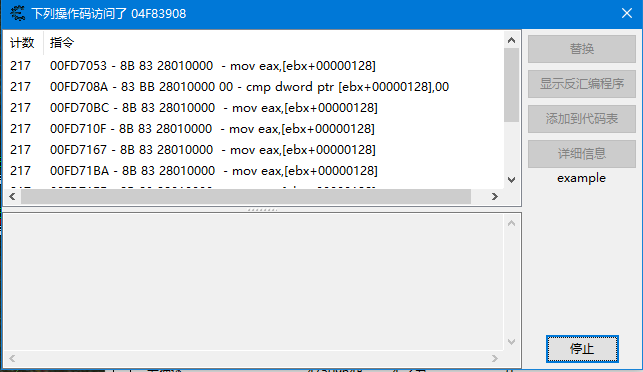 下列操作码访问了 04F83908
计数 指令
217 00FD7053 - 8B 83 28010000 - mov eax,[ebx+00000128]
217 00FD708A - 83 BB 28010000 00 - cmp dword ptr [ebx+00000128],00
217 00FD70BC - 8B 83 28010000 - mov eax,[ebx+00000128]
217 00FD710F - 8B 83 28010000 - mov eax,[ebx+00000128]
217 00FD7167 - 8B 83 28010000 - mov eax,[ebx+00000128]
217 00FD71BA - 8B 83 28010000 - mov eax,[ebx+00000128]
替换
显示反汇编程序
添加到代码表
详细信息
example
停止